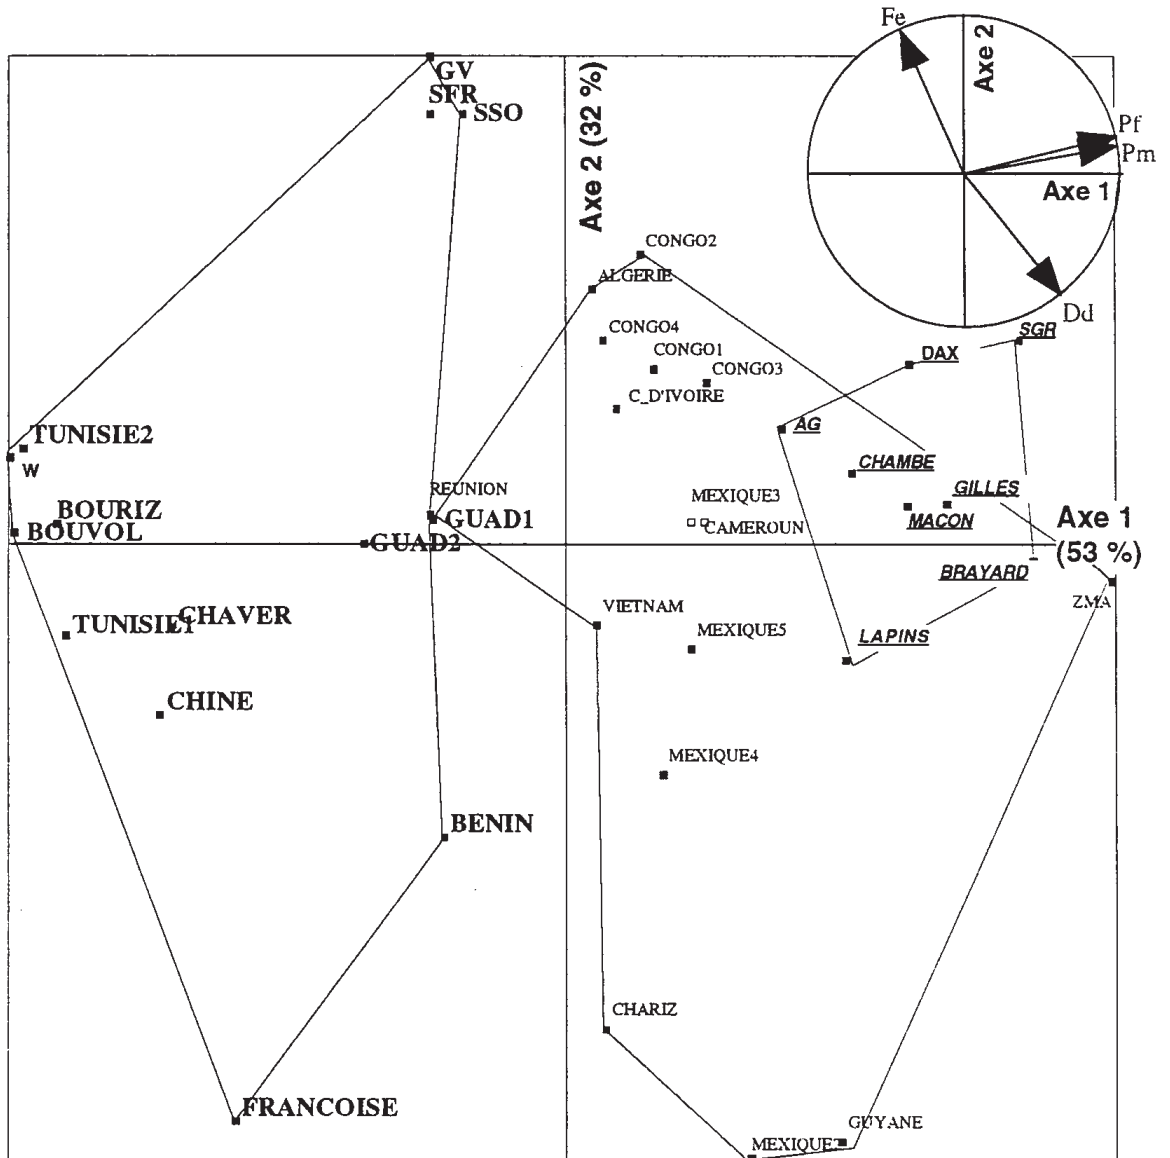 Fe
Axe 2
Pf
Pm
Axe 1
Dd
GV
SFR
SSO
Axe 2 (32 %)
CONGO2
ALGERIE
CONGO4
CONGO1
CONGO3
C_D'IVOIRE
SGR
DAX
AG
CHAMBE
GILLES
MACON
TUNISIE2
W
BOURIZ
BOUVOL
REUNION
GUAD1
GUAD2
MEXIQUE3
CAMEROUN
Axe 1
(53 %)
BRAYARD
ZMA
TUNISIE1
CHAVER
VIETNAM
MEXIQUE5
LAPINS
CHINE
MEXIQUE4
BENIN
CHARIZ
FRANCOISE
GUYANE